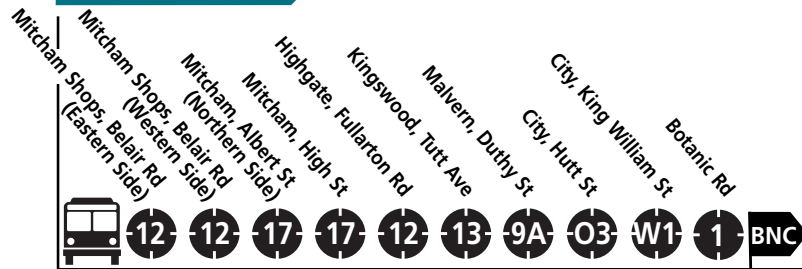 Mitcham Shops, Belair Rd
(Eastern Side)
Mitcham Shops, Belair Rd
(Western Side)
Mitcham, Albert St
(Northern Side)
Mitcham, High St
Highgate, Fullarton Rd
Kingswood, Tutt Ave
Malvern, Duthy St
City, Hutt St
City, King William St
Botanic Rd
12 12 17 17 12 13 9A O3 W1 1 BNC